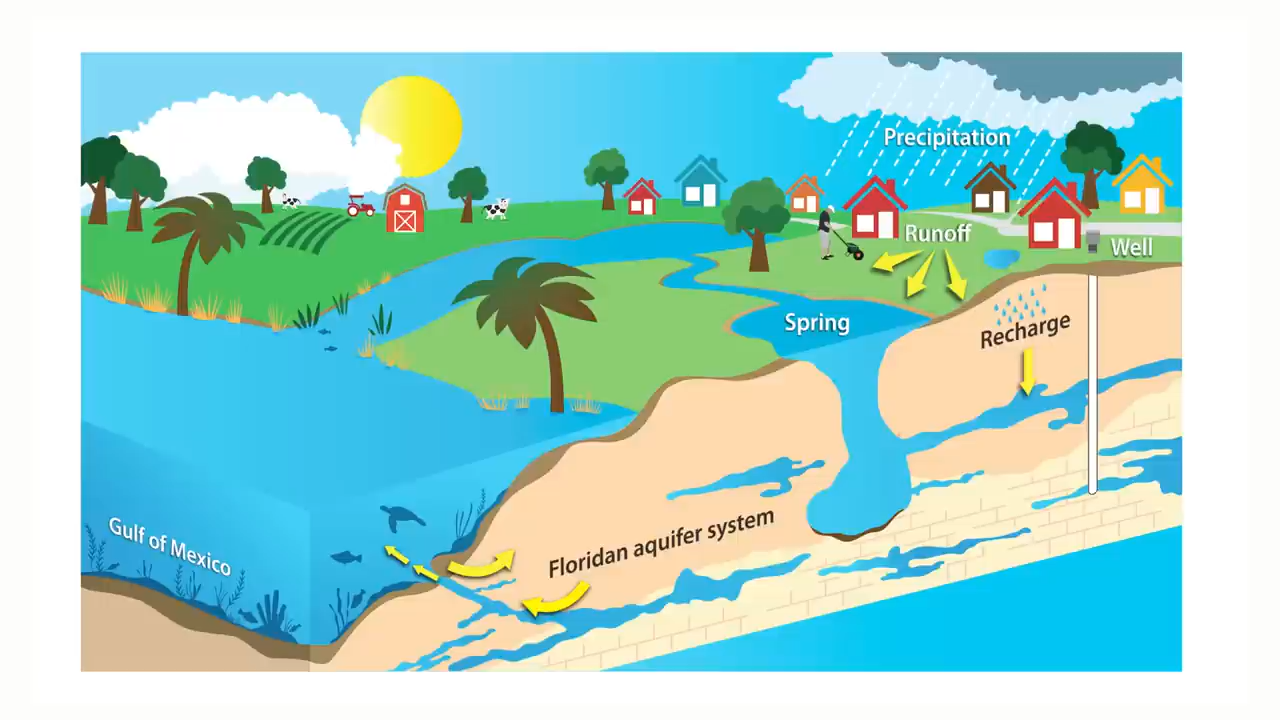 Precipitation
Runoff
Well
Spring
Recharge
Gulf of Mexico
Floridan aquifer system